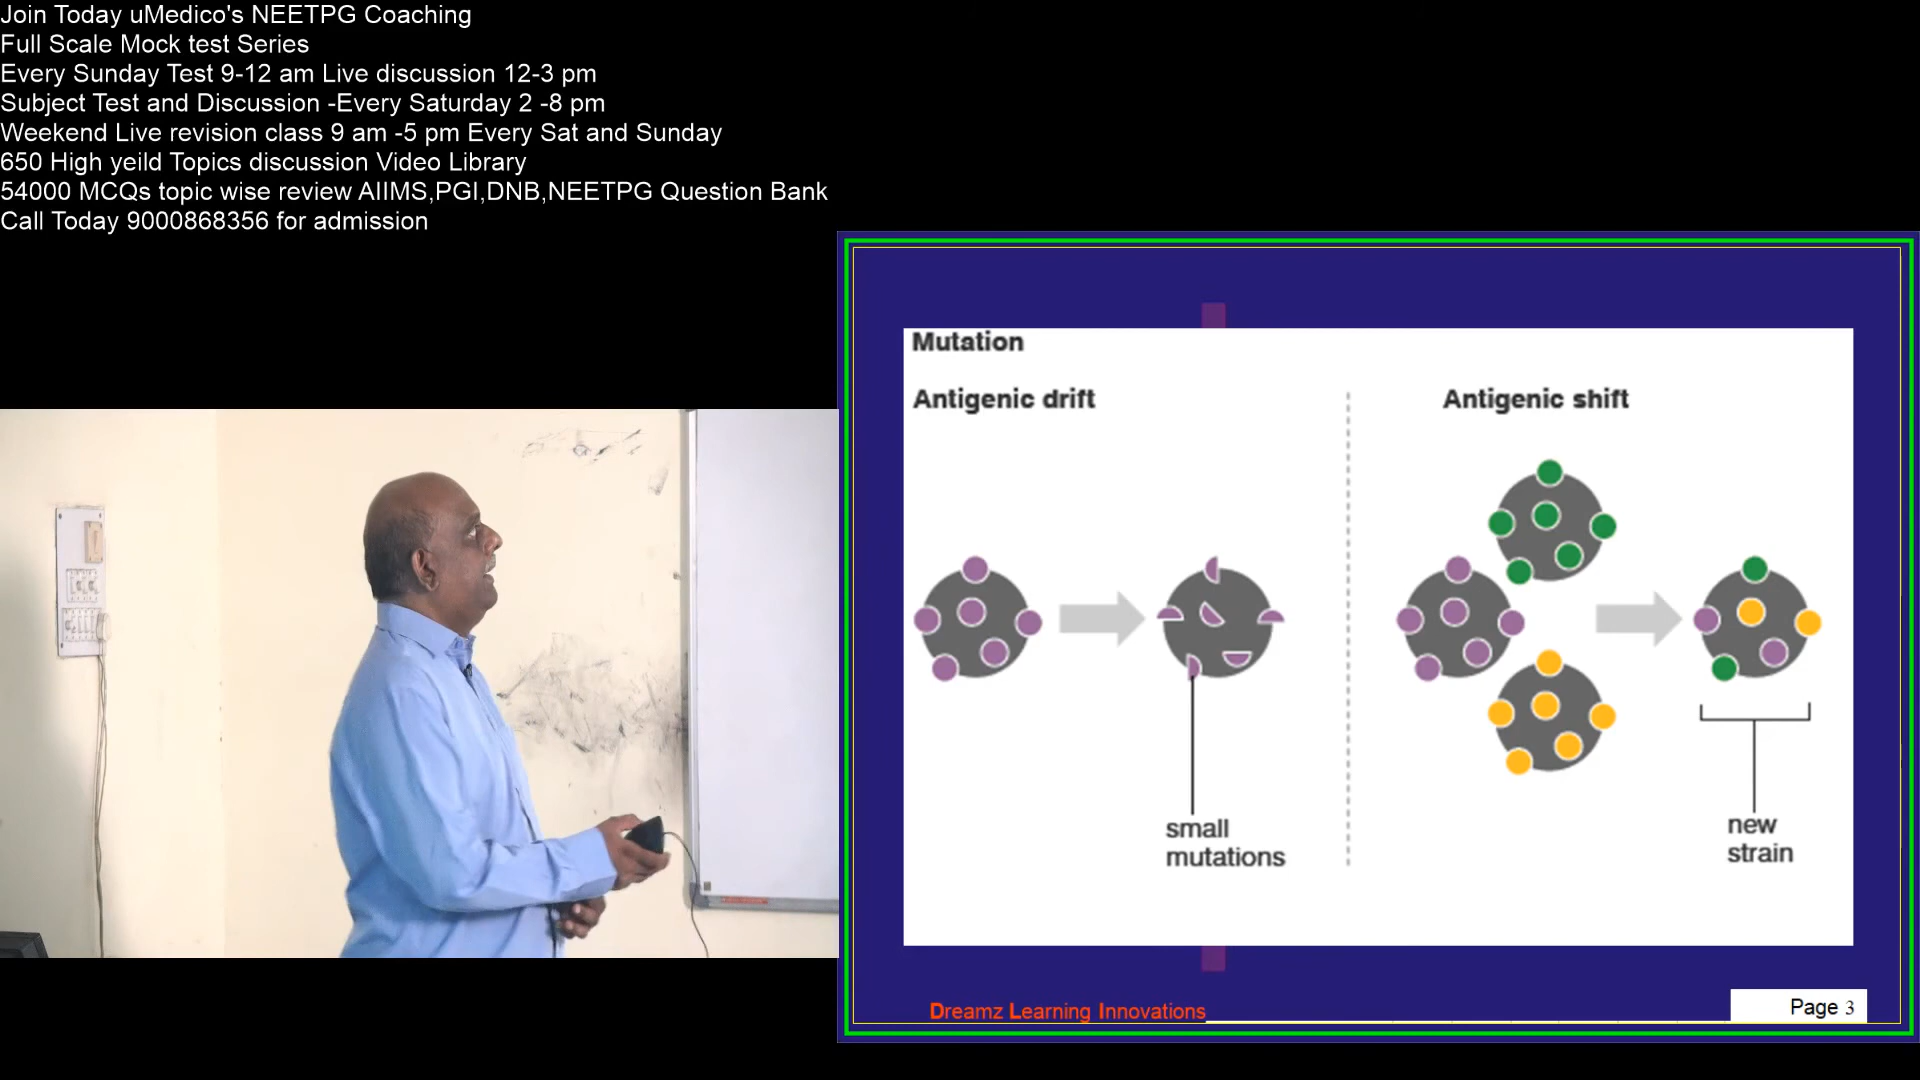 Join Today uMedico's NEETPG Coaching
Full Scale Mock test Series
Every Sunday Test 9-12 am Live discussion 12-3 pm
Subject Test and Discussion -Every Saturday 2 -8 pm
Weekend Live revision class 9 am -5 pm Every Sat and Sunday
650 High yeild Topics discussion Video Library
54000 MCQs topic wise review AIIMS,PGI,DNB,NEETPG Question Bank
Call Today 9000868356 for admission
Mutation
Antigenic drift
Antigenic shift
small
mutations
new
strain
Dreamz Learning Innovations
Page 3